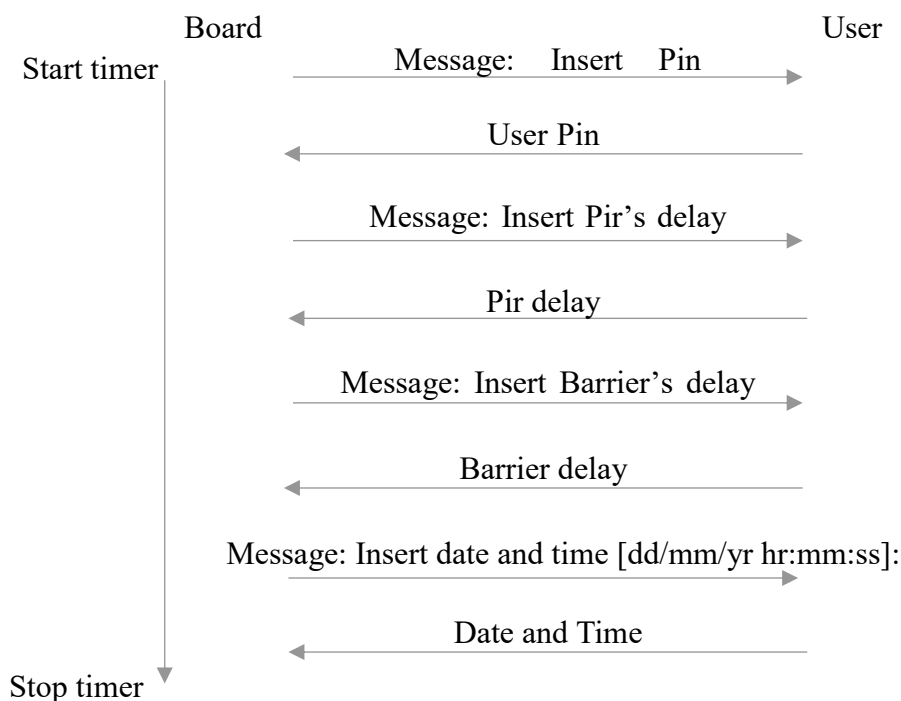 Board
User
Start timer
Message: Insert Pin
User Pin
Message: Insert Pir’s delay
Pir delay
Message: Insert Barrier’s delay
Barrier delay
Message: Insert date and time [dd/mm/yr hr:mm:ss]:
Date and Time
Stop timer